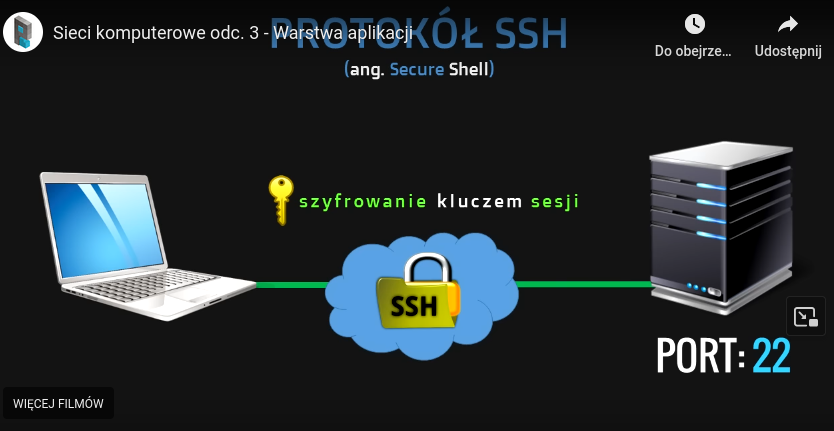 PROTOKÓŁ SSH
Sieci komputerowe odc. 3 - Warstwa aplikacji
Do obejrze...
Udostępnij
(ang. Secure Shell)
szyfrowanie kluczem sesji
SSH
PORT: 22
WIĘCEJ FILMÓW